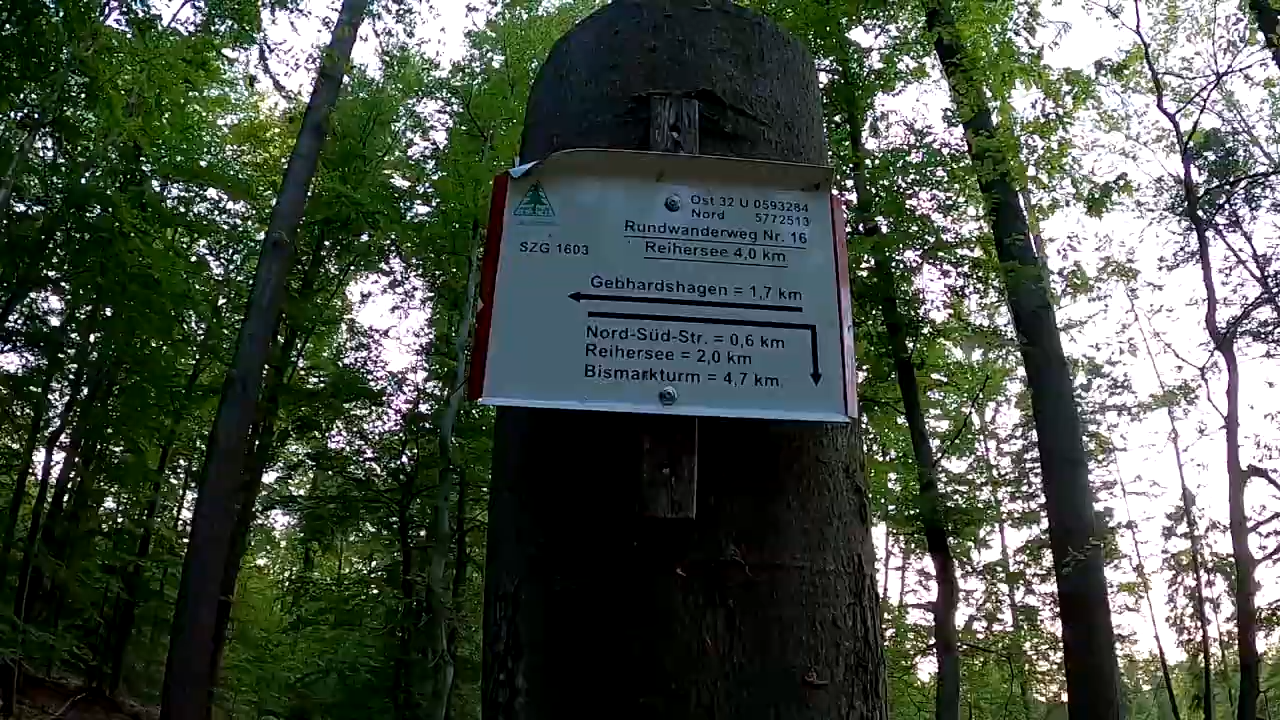 Ost 32 U 0593284
Nord 5772513
Rundwanderweg Nr. 16
SZG 1603
Reihersee 4,0 km
Gebhardshagen = 1,7 km
Nord-Süd-Str. = 0,6 km
Reihersee = 2,0 km
Bismarkturm = 4,7 km